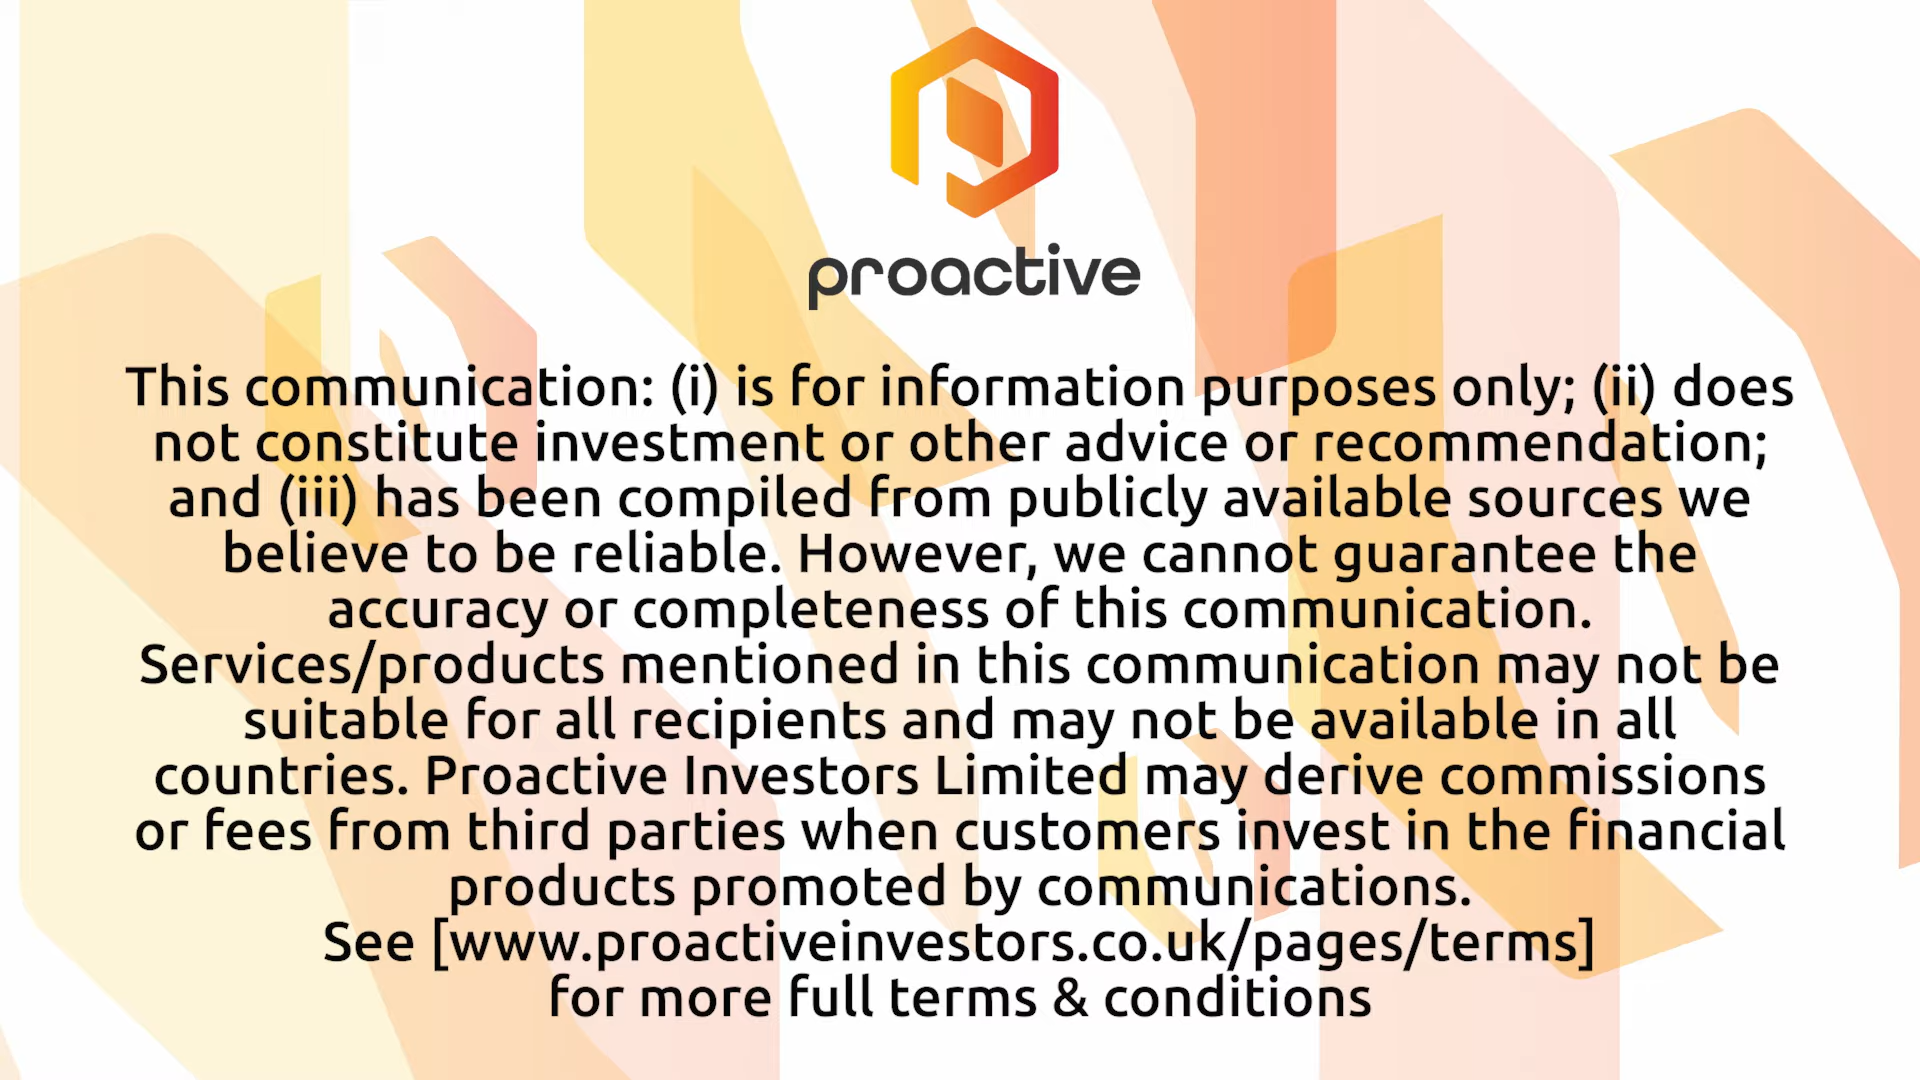 proactive
This communication: (i) is for information purposes only; (ii) does
not constitute investment or other advice or recommendation;
and (iii) has been compiled from publicly available sources we
believe to be reliable. However, we cannot guarantee the
accuracy or completeness of this communication.
Services/products mentioned in this communication may not be
suitable for all recipients and may not be available in all
countries. Proactive Investors Limited may derive commissions
or fees from third parties when customers invest in the financial
products promoted by communications.
See [www.proactiveinvestors.co.uk/pages/terms]
for more full terms & conditions